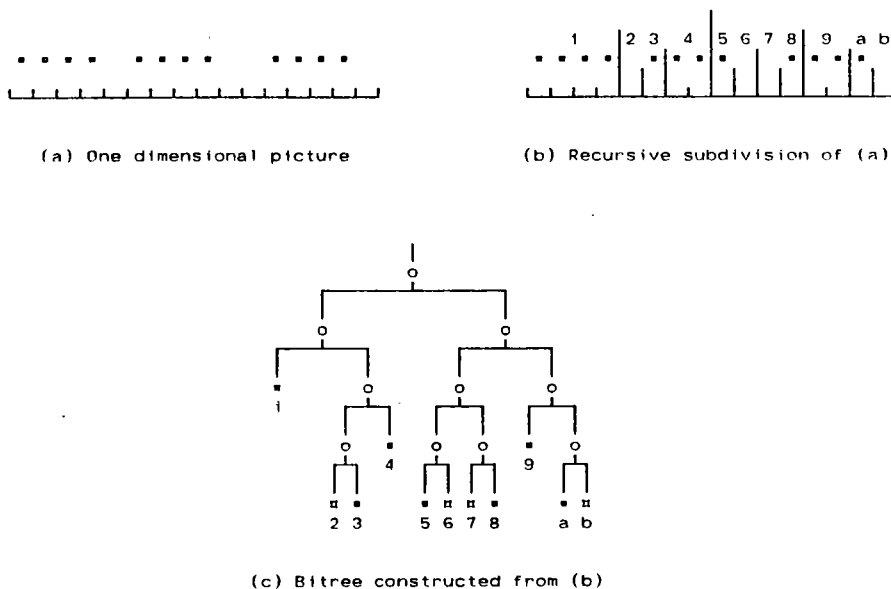 1 2 3 4 5 6 7 8 9 a b
(a) One dimensional picture
(b) Recursive subdivision of (a)
1
4
9
2 3 5 6 7 8 a b
(c) Bitree constructed from (b)